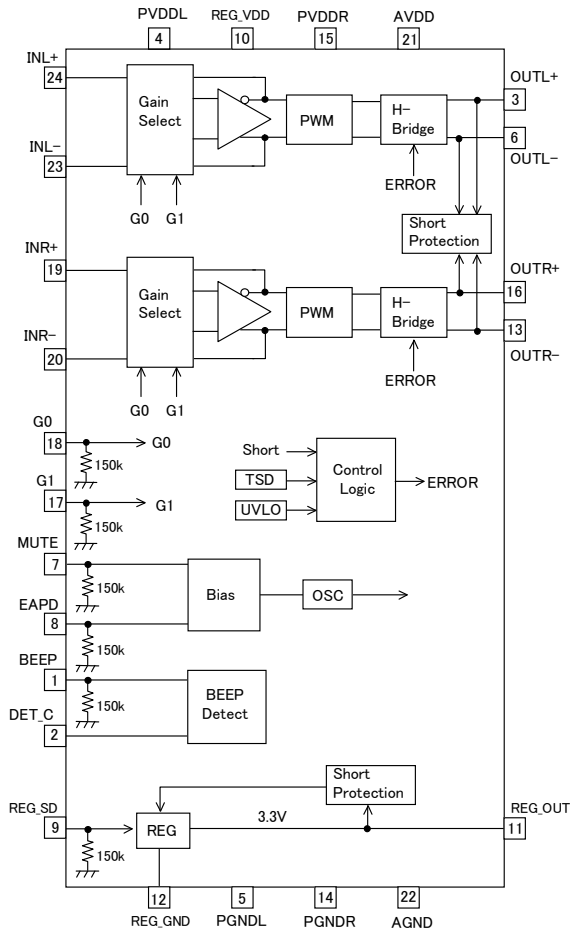 PVDDL REG_VDD PVDDR AVDD
4 10 15 21
INL+
24
Gain
Select
PWM
H-
Bridge
OUTL+
3
6
OUTL-
INL-
23
ERROR
G0 G1
Short
Protection
INR+
19
Gain
Select
PWM
H-
Bridge
OUTR+
16
13
OUTR-
INR-
20
ERROR
G0 G1
G0
18
G0
150k
G1
17
G1
150k
Short
TSD
UVLO
Control
Logic
ERROR
MUTE
7
150k
EAPD
8
150k
Bias
OSC
BEEP
1
150k
DET_C
2
BEEP
Detect
Short
Protection
REG_SD
9
150k
REG
3.3V
REG_OUT
11
12 5 14 22
REG_GND PGNDL PGNDR AGND